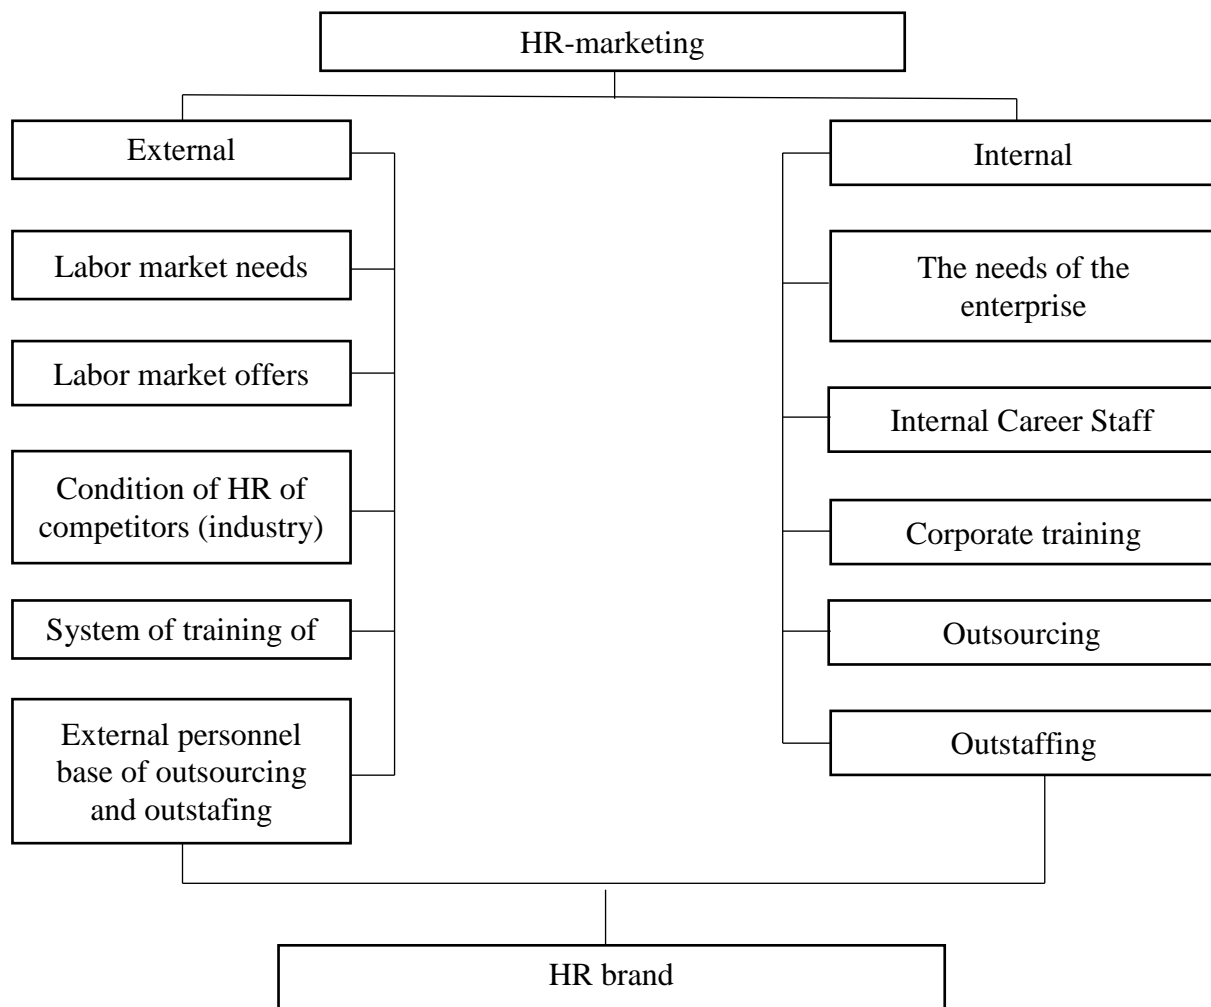 HR-marketing
External
Labor market needs
Labor market offers
Condition of HR of
competitors (industry)
System of training of
External personnel
base of outsourcing
and outstafing
Internal
The needs of the
enterprise
Internal Career Staff
Corporate training
Outsourcing
Outstaffing
HR brand